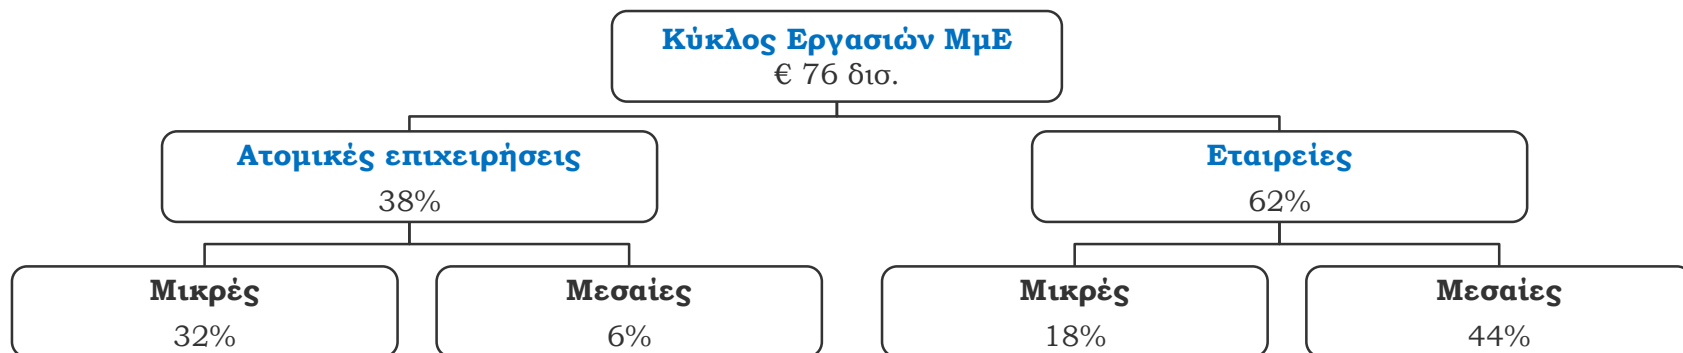 Κύκλος Εργασιών ΜμΕ
€ 76 δισ.
Ατομικές επιχειρήσεις
38%
Εταιρείες
62%
Μικρές
32%
Μεσαίες
6%
Μικρές
18%
Μεσαίες
44%